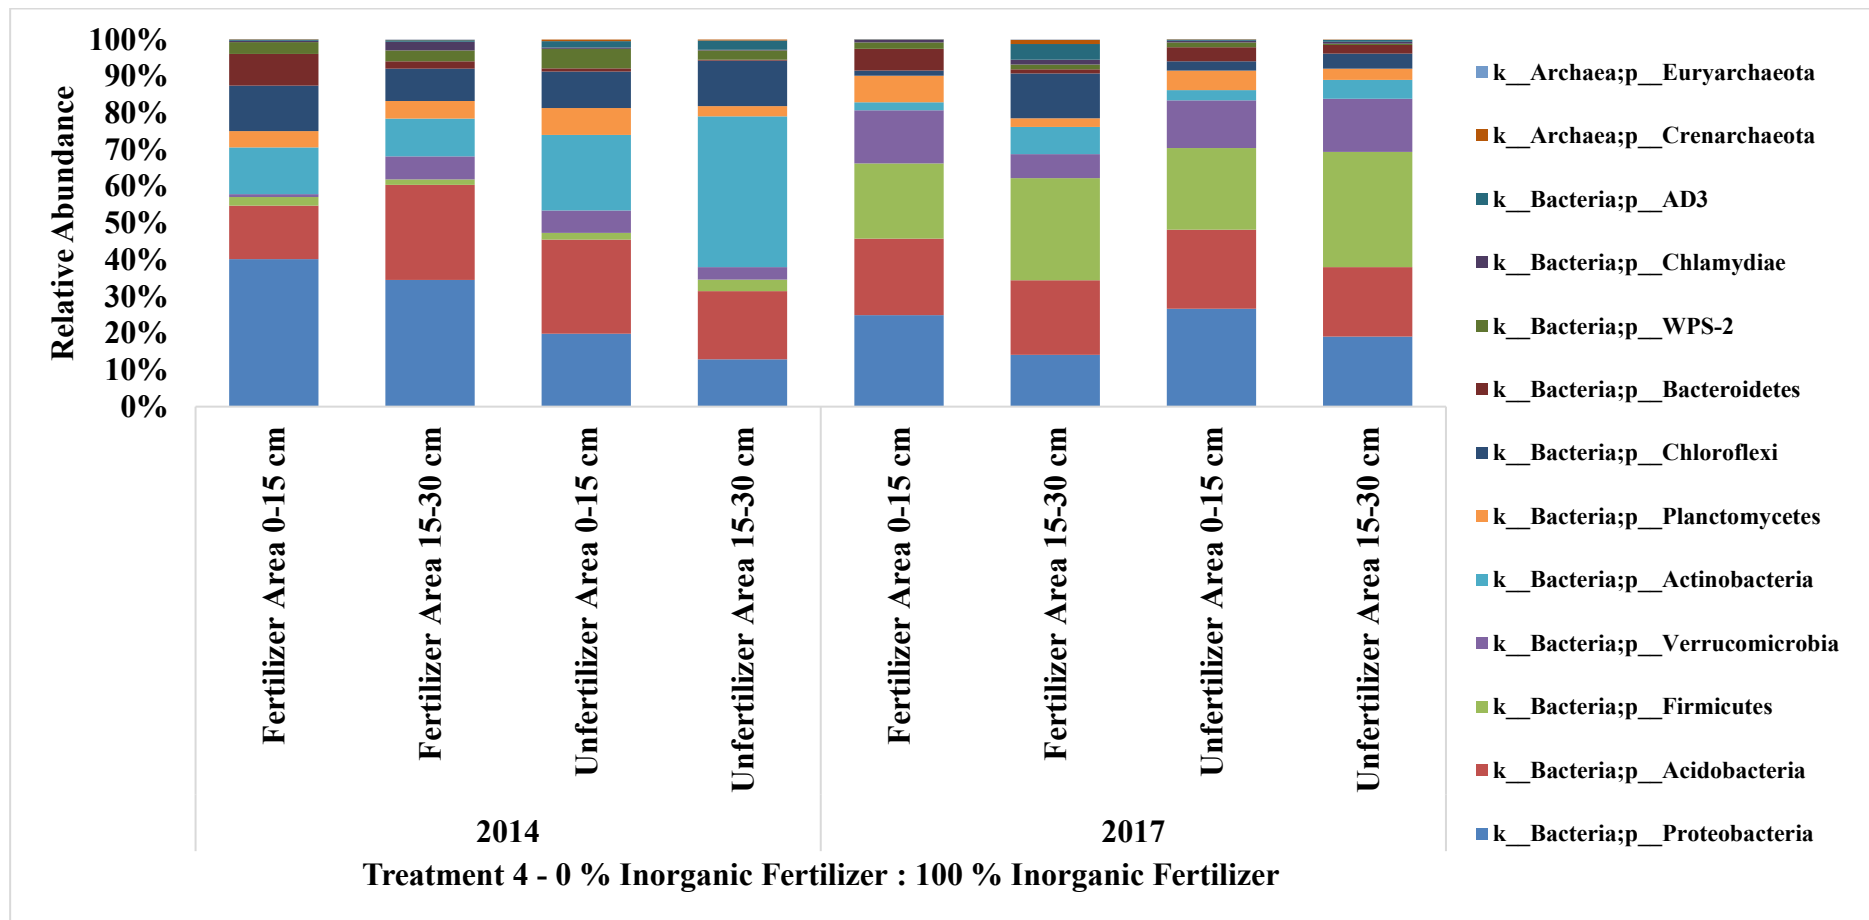 Relative Abundance
100%
90%
80%
70%
60%
50%
40%
30%
20%
10%
0%
Fertilizer Area 0-15 cm
Fertilizer Area 15-30 cm
Unfertilizer Area 0-15 cm
Unfertilizer Area 15-30 cm
Fertilizer Area 0-15 cm
Fertilizer Area 15-30 cm
Unfertilizer Area 0-15 cm
Unfertilizer Area 15-30 cm
2014
2017
Treatment 4 - 0 % Inorganic Fertilizer : 100 % Inorganic Fertilizer
k__Archaea;p__Euryarchaeota
k__Archaea;p__Crenarchaeota
k__Bacteria;p__AD3
k__Bacteria;p__Chlamydiae
k__Bacteria;p__WPS-2
k__Bacteria;p__Bacteroidetes
k__Bacteria;p__Chloroflexi
k__Bacteria;p__Planctomycetes
k__Bacteria;p__Actinobacteria
k__Bacteria;p__Verrucomicrobia
k__Bacteria;p__Firmicutes
k__Bacteria;p__Acidobacteria
k__Bacteria;p__Proteobacteria